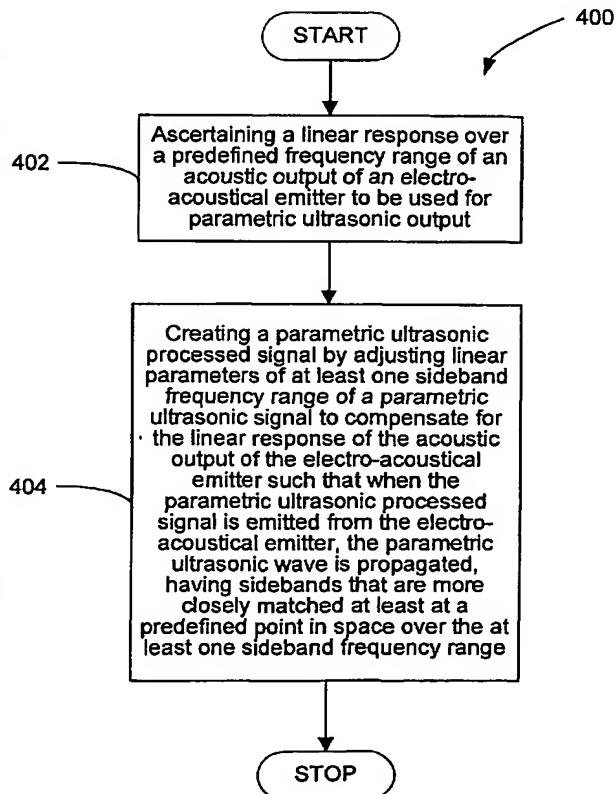 START
400
402
Ascertaining a linear response over
a predefined frequency range of an
acoustic output of an electro-
acoustical emitter to be used for
parametric ultrasonic output
404
Creating a parametric ultrasonic
processed signal by adjusting linear
parameters of at least one sideband
frequency range of a parametric
ultrasonic signal to compensate for
the linear response of the acoustic
output of the electro-acoustical
emitter such that when the
parametric ultrasonic processed
signal is emitted from the electro-
acoustical emitter, the parametric
ultrasonic wave is propagated,
having sidebands that are more
closely matched at least at a
predefined point in space over the at
least one sideband frequency range
STOP